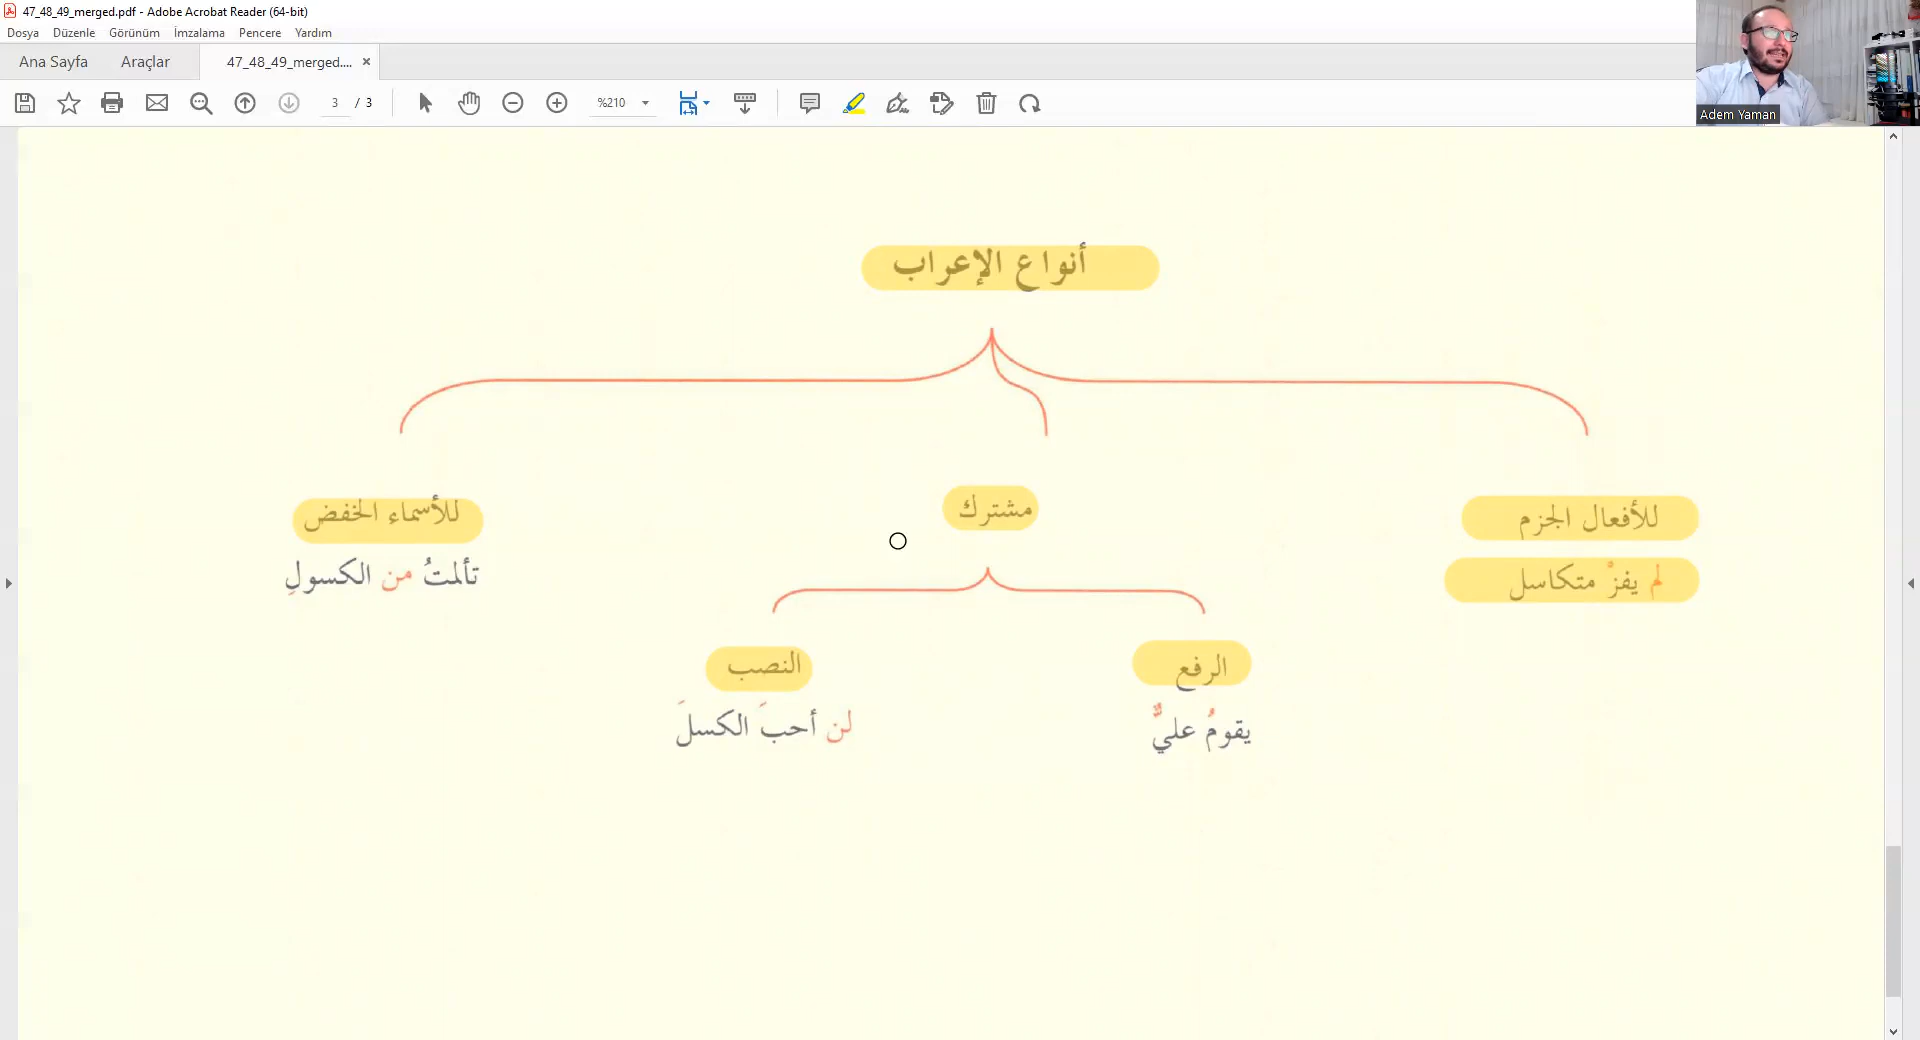 47_48_49_merged.pdf - Adobe Acrobat Reader (64-bit)
Dosya Düzenle Görünüm İmzalama Pencere Yardım
Ana Sayfa Araçlar 47_48_49_merged.... ×
3 / 3 %210
Adem Yaman
أنواع الإعراب
للأفعال الجزم
لم يفزْ متكاسل
مشترك
للأسماء الخفض
تألمتُ من الكسولِ
الرفع
يقومُ عليٌّ
النصب
لن أحبَ الكسلَ